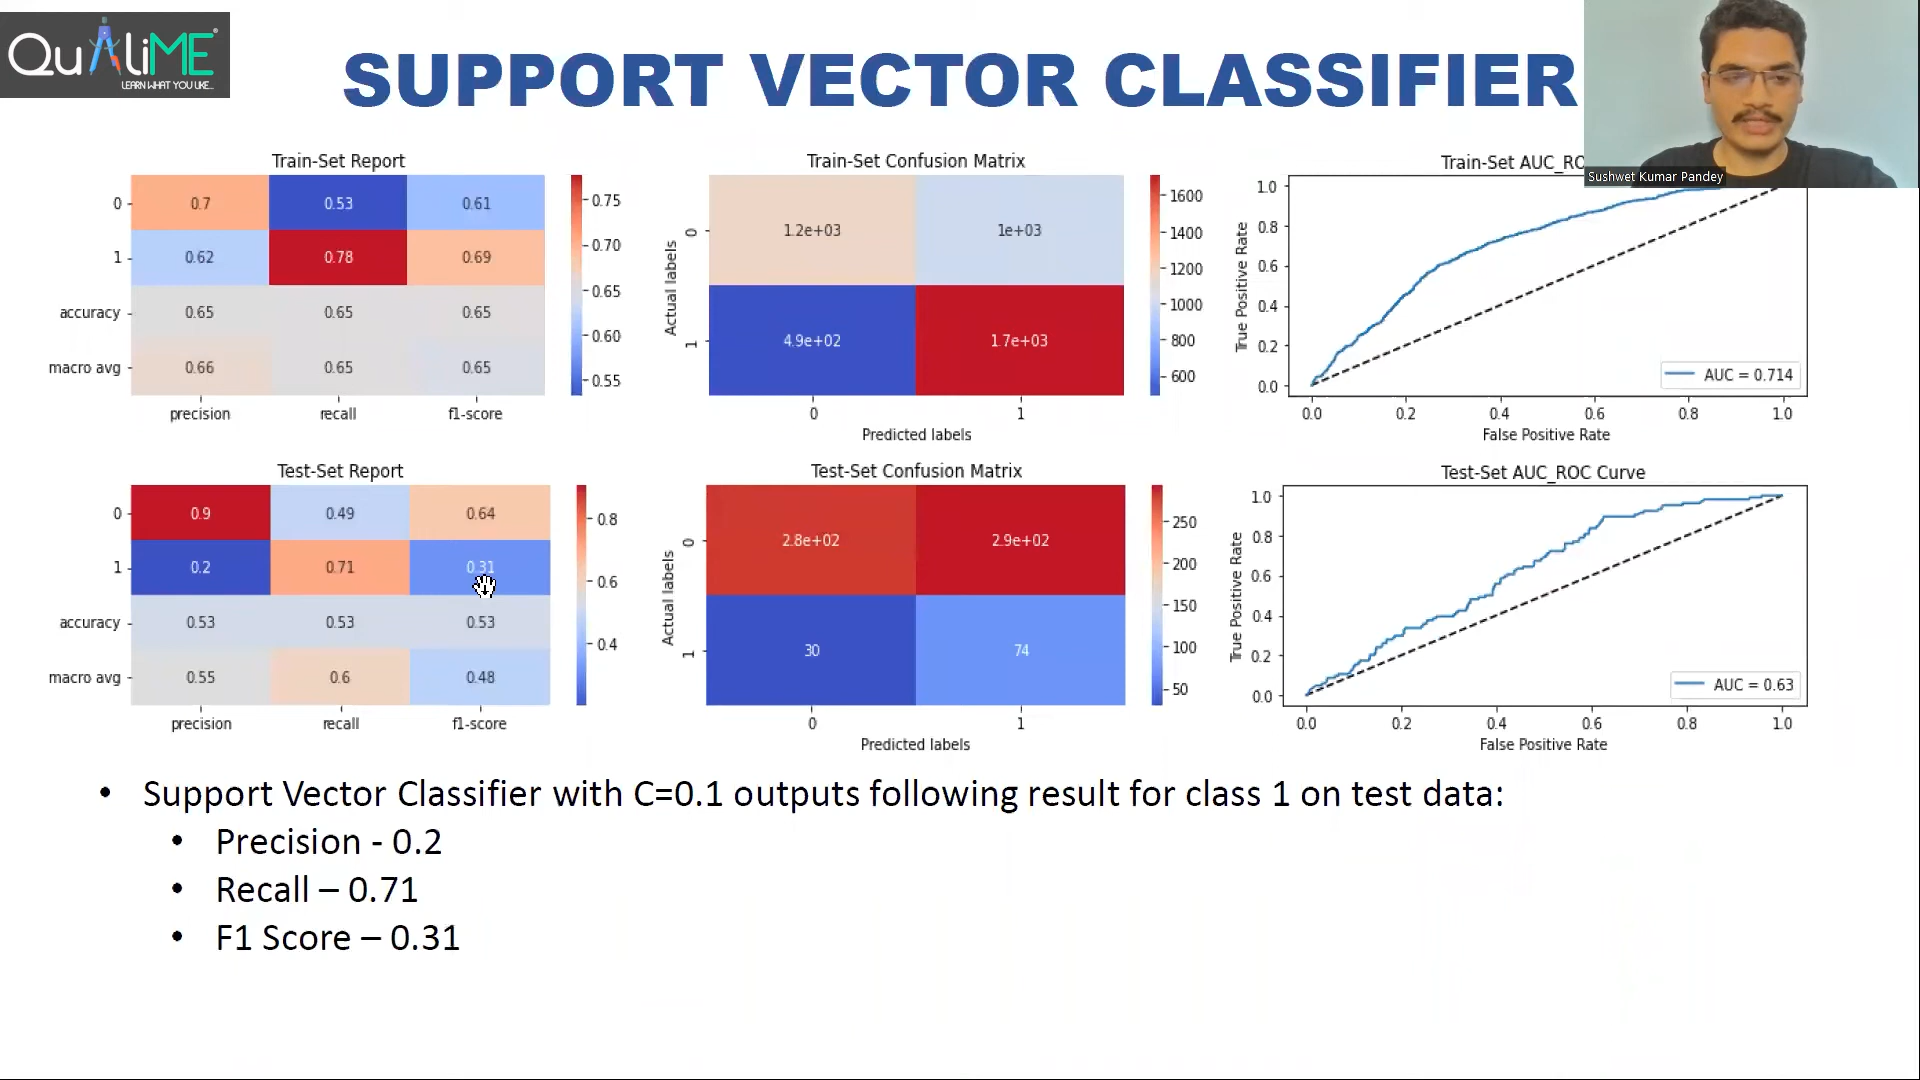 QuALiME
LEARN WHAT YOU LIKE...
SUPPORT VECTOR CLASSIFIER
Sushwet Kumar Pandey
Train-Set Report
0
0.7 0.53 0.61
1
0.62 0.78 0.69
accuracy
0.65 0.65 0.65
macro avg
0.66 0.65 0.65
precision recall f1-score
0.75
0.70
0.65
0.60
0.55
Train-Set Confusion Matrix
Actual labels
0
1.2e+03 1e+03
1
4.9e+02 1.7e+03
0 1
Predicted labels
1600
1400
1200
1000
800
600
Train-Set AUC_RO
True Positive Rate
1.0
0.8
0.6
0.4
0.2
0.0
AUC = 0.714
0.0 0.2 0.4 0.6 0.8 1.0
False Positive Rate
Test-Set Report
0
0.9 0.49 0.64
1
0.2 0.71 0.31
accuracy
0.53 0.53 0.53
macro avg
0.55 0.6 0.48
precision recall f1-score
0.8
0.6
0.4
Test-Set Confusion Matrix
Actual labels
0
2.8e+02 2.9e+02
1
30 74
0 1
Predicted labels
250
200
150
100
50
Test-Set AUC_ROC Curve
True Positive Rate
1.0
0.8
0.6
0.4
0.2
0.0
AUC = 0.63
0.0 0.2 0.4 0.6 0.8 1.0
False Positive Rate
• Support Vector Classifier with C=0.1 outputs following result for class 1 on test data:
• Precision - 0.2
• Recall – 0.71
• F1 Score – 0.31